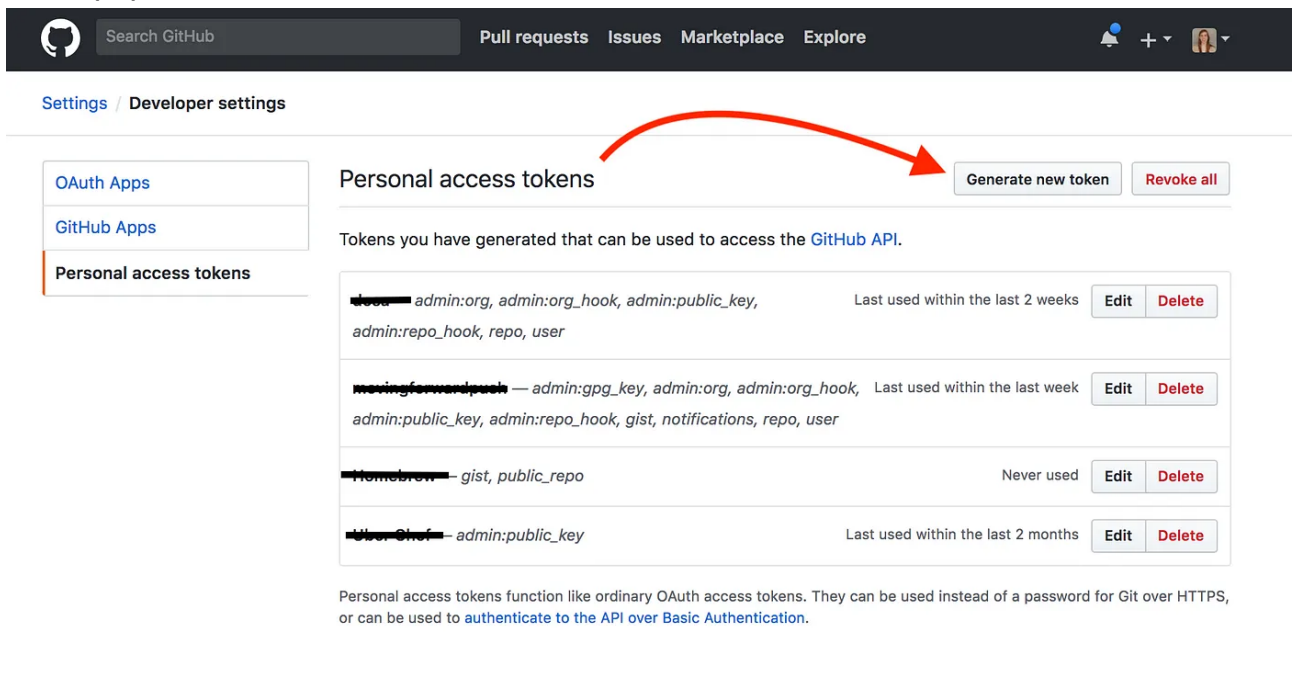 Search GitHub
Pull requests Issues Marketplace Explore
Settings / Developer settings
OAuth Apps
GitHub Apps
Personal access tokens
Personal access tokens
Generate new token
Revoke all
Tokens you have generated that can be used to access the GitHub API.
admin:org, admin:org_hook, admin:public_key,
admin:repo_hook, repo, user
Last used within the last 2 weeks
Edit
Delete
— admin:gpg_key, admin:org, admin:org_hook,
admin:public_key, admin:repo_hook, gist, notifications, repo, user
Last used within the last week
Edit
Delete
– gist, public_repo
Never used
Edit
Delete
– admin:public_key
Last used within the last 2 months
Edit
Delete
Personal access tokens function like ordinary OAuth access tokens. They can be used instead of a password for Git over HTTPS,
or can be used to authenticate to the API over Basic Authentication.